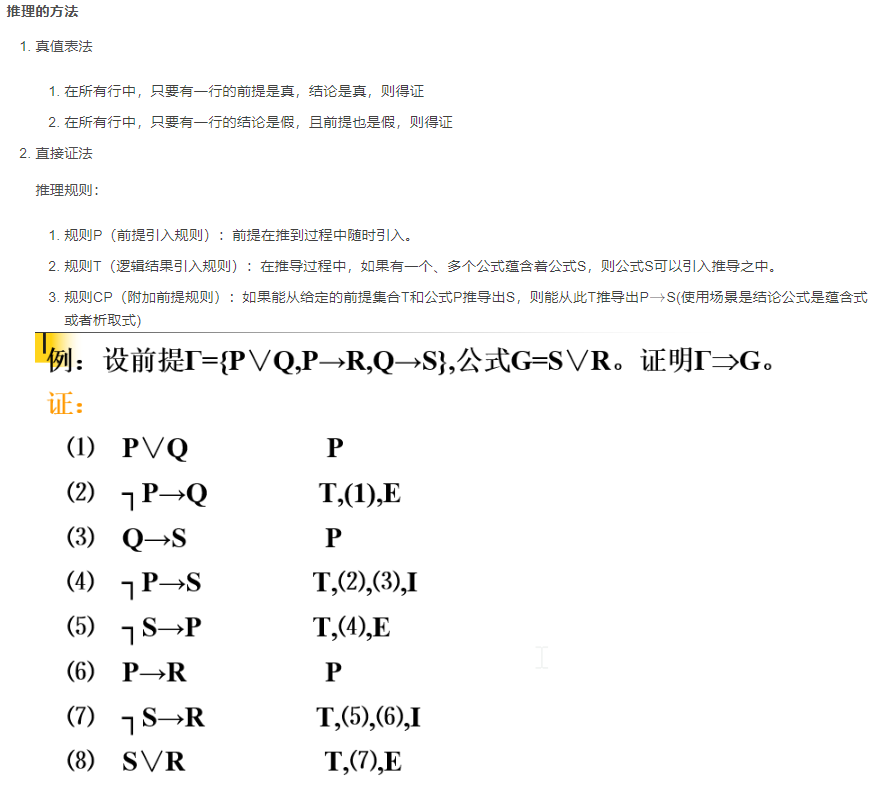 推理的方法
1. 真值表法
1. 在所有行中，只要有一行的前提是真，结论是真，则得证
2. 在所有行中，只要有一行的结论是假，且前提也是假，则得证
2. 直接证法
推理规则：
1. 规则P（前提引入规则）：前提在推到过程中随时引入。
2. 规则T（逻辑结果引入规则）：在推导过程中，如果有一个、多个公式蕴含着公式S，则公式S可以引入推导之中。
3. 规则CP（附加前提规则）：如果能从给定的前提集合T和公式P推导出S，则能从此T推导出P→S(使用场景是结论公式是蕴含式
或者析取式)
例：设前提Γ={P∨Q,P→R,Q→S},公式G=S∨R。证明Γ⇒G。
证：
⑴ P∨Q P
⑵ ┓P→Q T,(1),E
⑶ Q→S P
⑷ ┓P→S T,⑵,⑶,I
⑸ ┓S→P T,⑷,E
⑹ P→R P
⑺ ┓S→R T,⑸,⑹,I
⑻ S∨R T,⑺,E